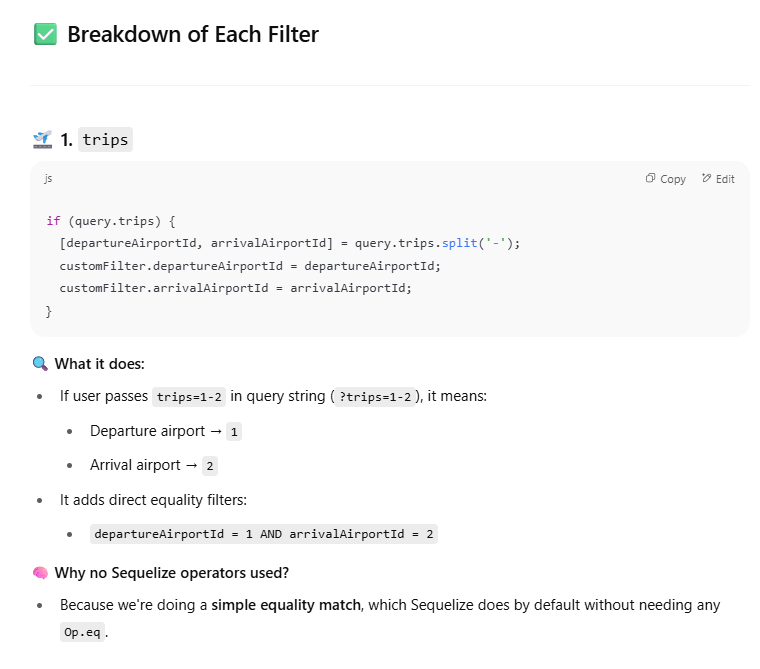 ✅ Breakdown of Each Filter
🛫 1. trips
js
Copy Edit
if (query.trips) {
  [departureAirportId, arrivalAirportId] = query.trips.split('-');
  customFilter.departureAirportId = departureAirportId;
  customFilter.arrivalAirportId = arrivalAirportId;
}
🔍 What it does:
• If user passes trips=1-2 in query string ( ?trips=1-2 ), it means:
• Departure airport → 1
• Arrival airport → 2
• It adds direct equality filters:
• departureAirportId = 1 AND arrivalAirportId = 2
🧠 Why no Sequelize operators used?
• Because we're doing a simple equality match, which Sequelize does by default without needing any
Op.eq .